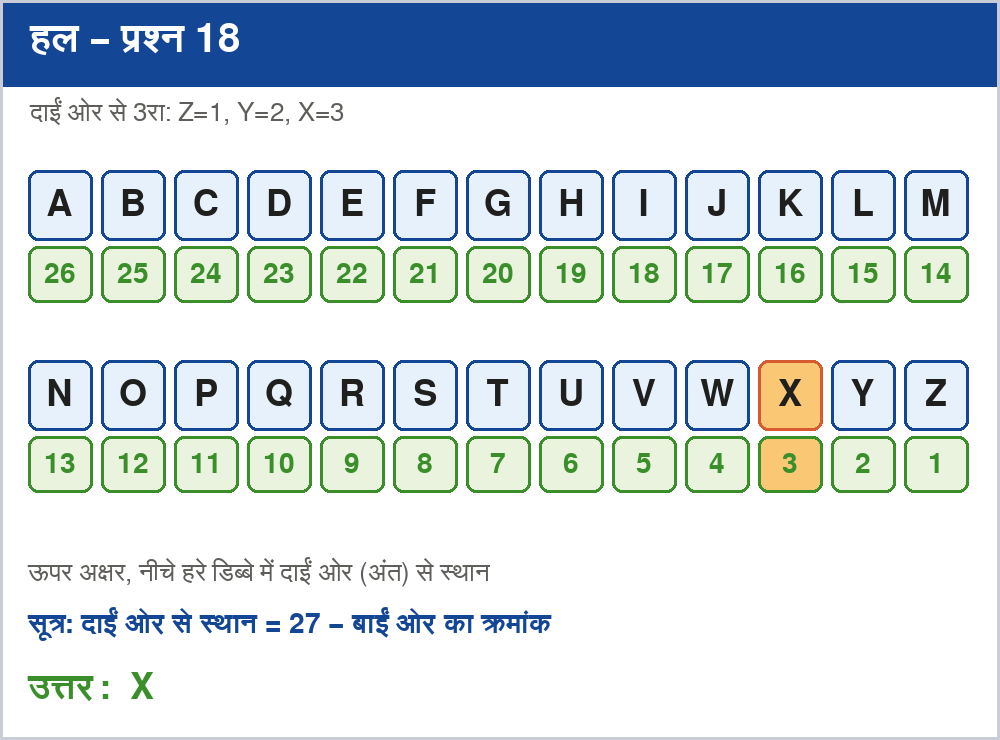 हल – प्रश्न 18
दाईं ओर से 3रा: Z=1, Y=2, X=3
A B C D E F G H I J K L M
26 25 24 23 22 21 20 19 18 17 16 15 14
N O P Q R S T U V W X Y Z
13 12 11 10 9 8 7 6 5 4 3 2 1
ऊपर अक्षर, नीचे हरे डिब्बे में दाईं ओर (अंत) से स्थान
सूत्र: दाईं ओर से स्थान = 27 – बाईं ओर का क्रमांक
उत्तर : X